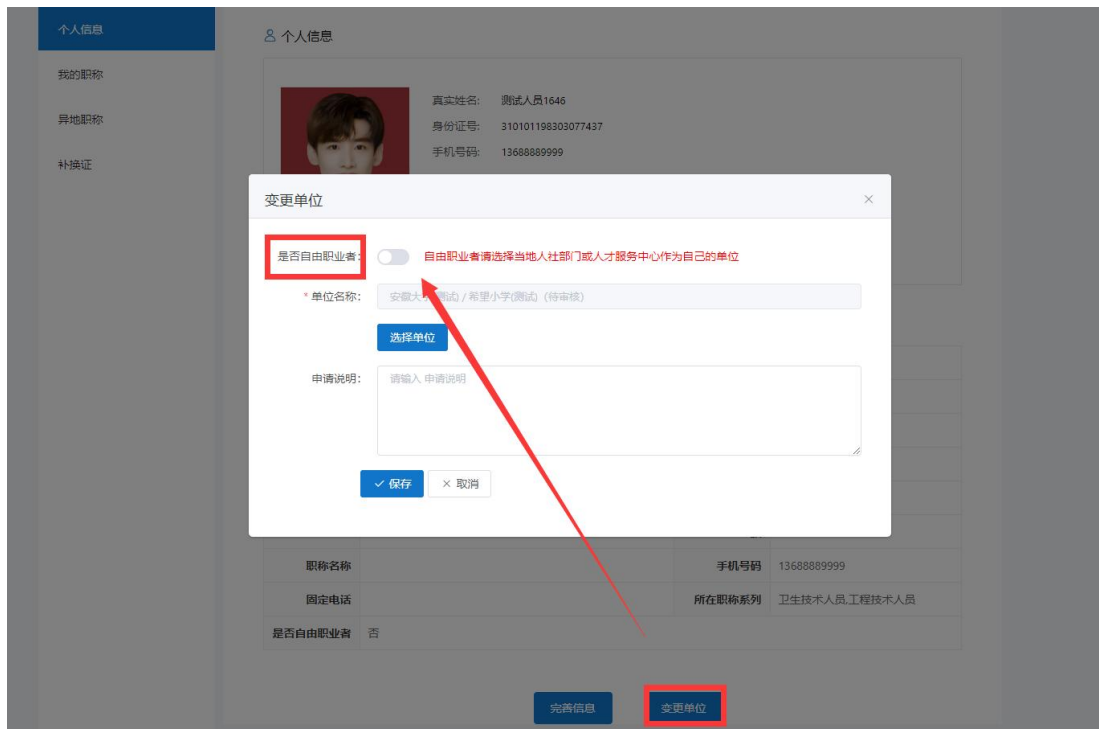 个人信息
我的职称
异地职称
补换证
个人信息
真实姓名: 测试人员1646
身份证号: 310101198303077437
手机号码: 13688889999
变更单位
是否自由职业者: 自由职业者请选择当地人社部门或人才服务中心作为自己的单位
* 单位名称: 安徽大学(测试) / 希望小学(测试)（待审核）
选择单位
申请说明: 请输入 申请说明
保存 取消
职称名称 手机号码 13688889999
固定电话 所在职称系列 卫生技术人员,工程技术人员
是否自由职业者 否
完善信息 变更单位